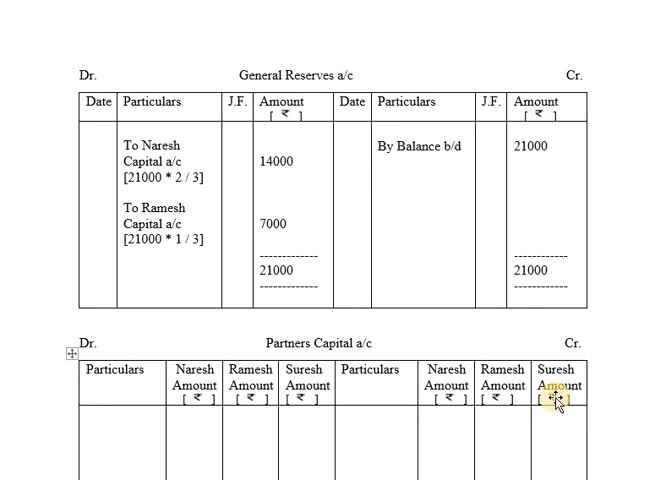 Dr. General Reserves a/c Cr.
Date Particulars J.F. Amount Date Particulars J.F. Amount
[ ₹ ] [ ₹ ]
To Naresh By Balance b/d 21000
Capital a/c 14000
[21000 * 2 / 3]
To Ramesh
Capital a/c 7000
[21000 * 1 / 3]
------------- ------------
21000 21000
------------- ------------
Dr. Partners Capital a/c Cr.
Particulars Naresh Ramesh Suresh Particulars Naresh Ramesh Suresh
Amount Amount Amount Amount Amount Amount
[ ₹ ] [ ₹ ] [ ₹ ] [ ₹ ] [ ₹ ] [ ₹ ]